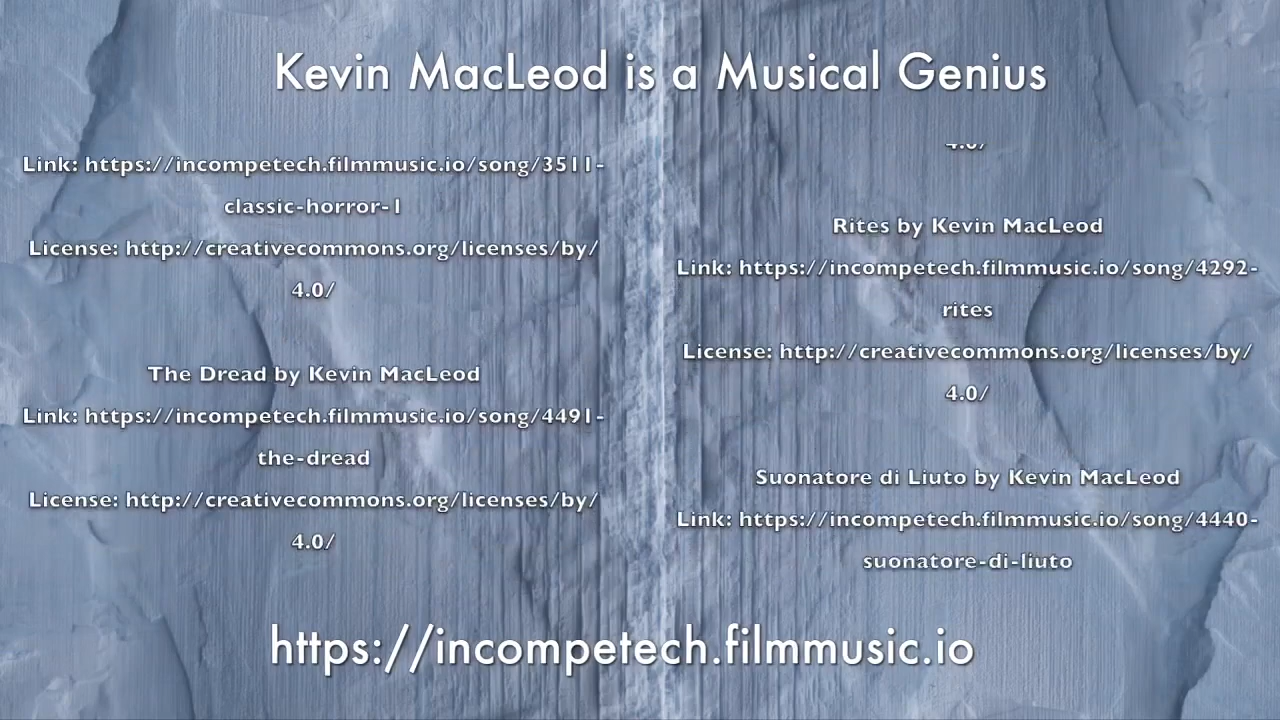 Kevin MacLeod is a Musical Genius
Link: https://incompetech.filmmusic.io/song/3511-
classic-horror-1
License: http://creativecommons.org/licenses/by/
4.0/
The Dread by Kevin MacLeod
Link: https://incompetech.filmmusic.io/song/4491-
the-dread
License: http://creativecommons.org/licenses/by/
4.0/
4.0/
Rites by Kevin MacLeod
Link: https://incompetech.filmmusic.io/song/4292-
rites
License: http://creativecommons.org/licenses/by/
4.0/
Suonatore di Liuto by Kevin MacLeod
Link: https://incompetech.filmmusic.io/song/4440-
suonatore-di-liuto
https://incompetech.filmmusic.io